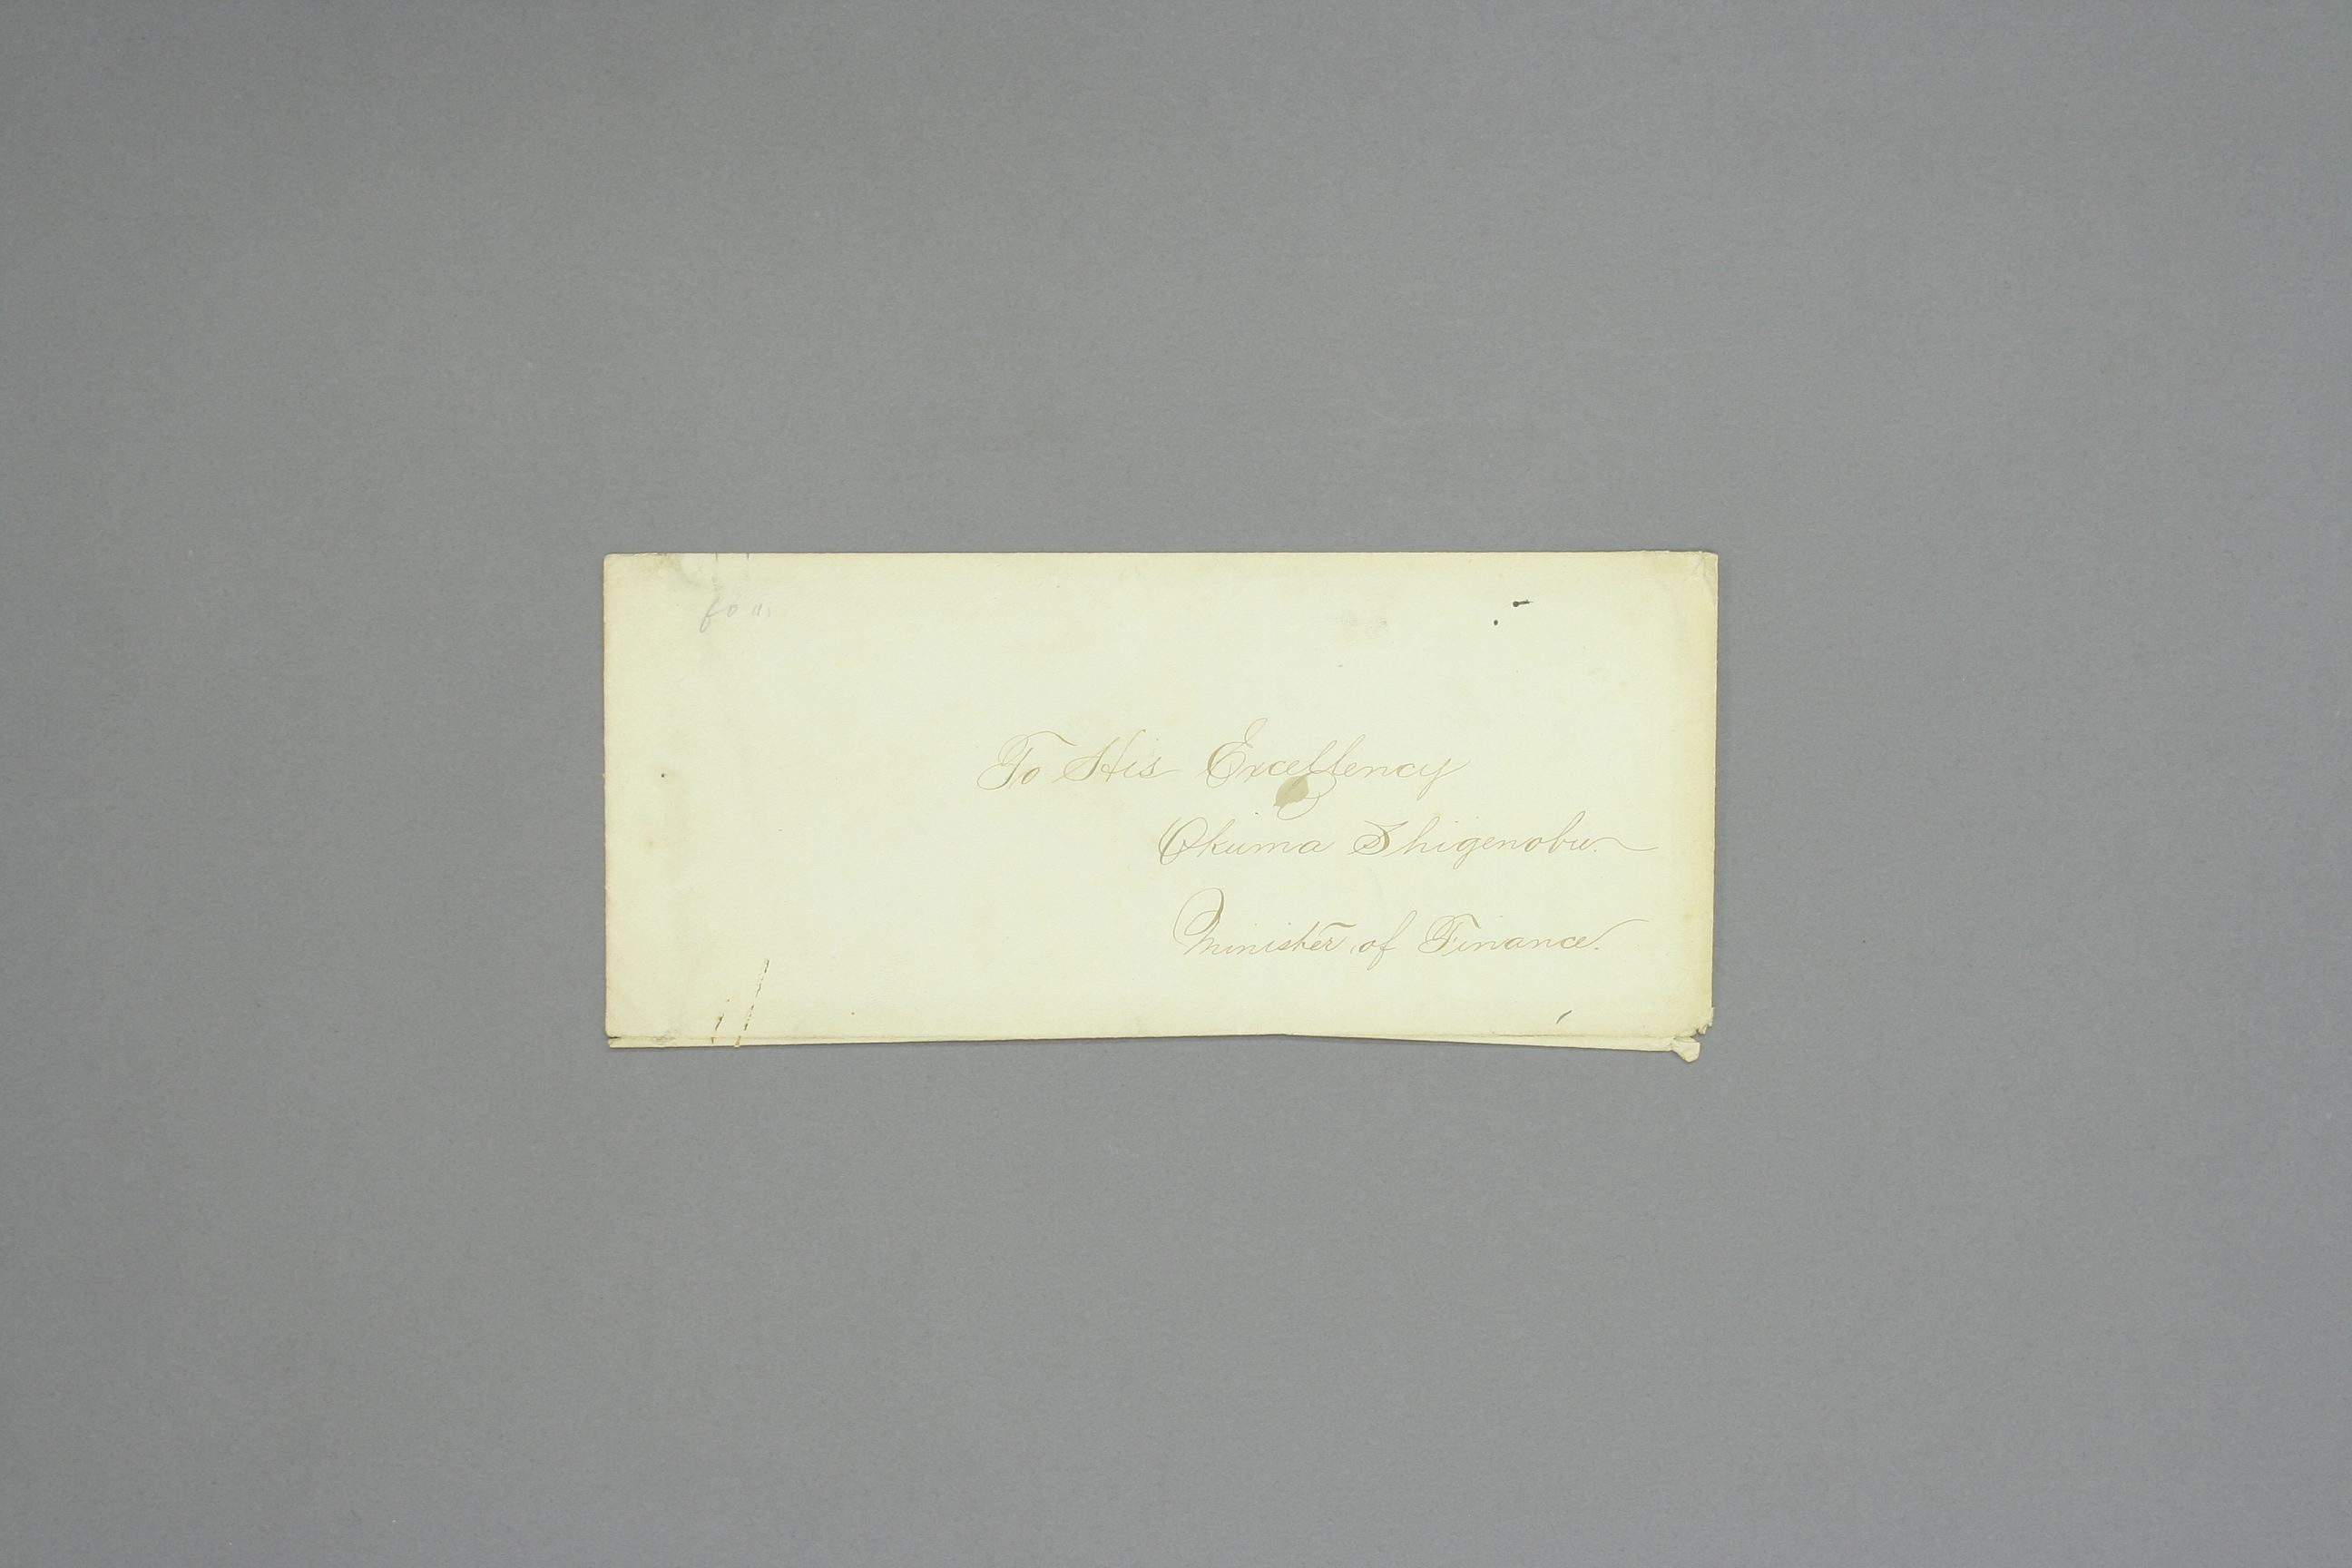 To His Excellency
Okuma Shigenobu.
Minister of Finance.